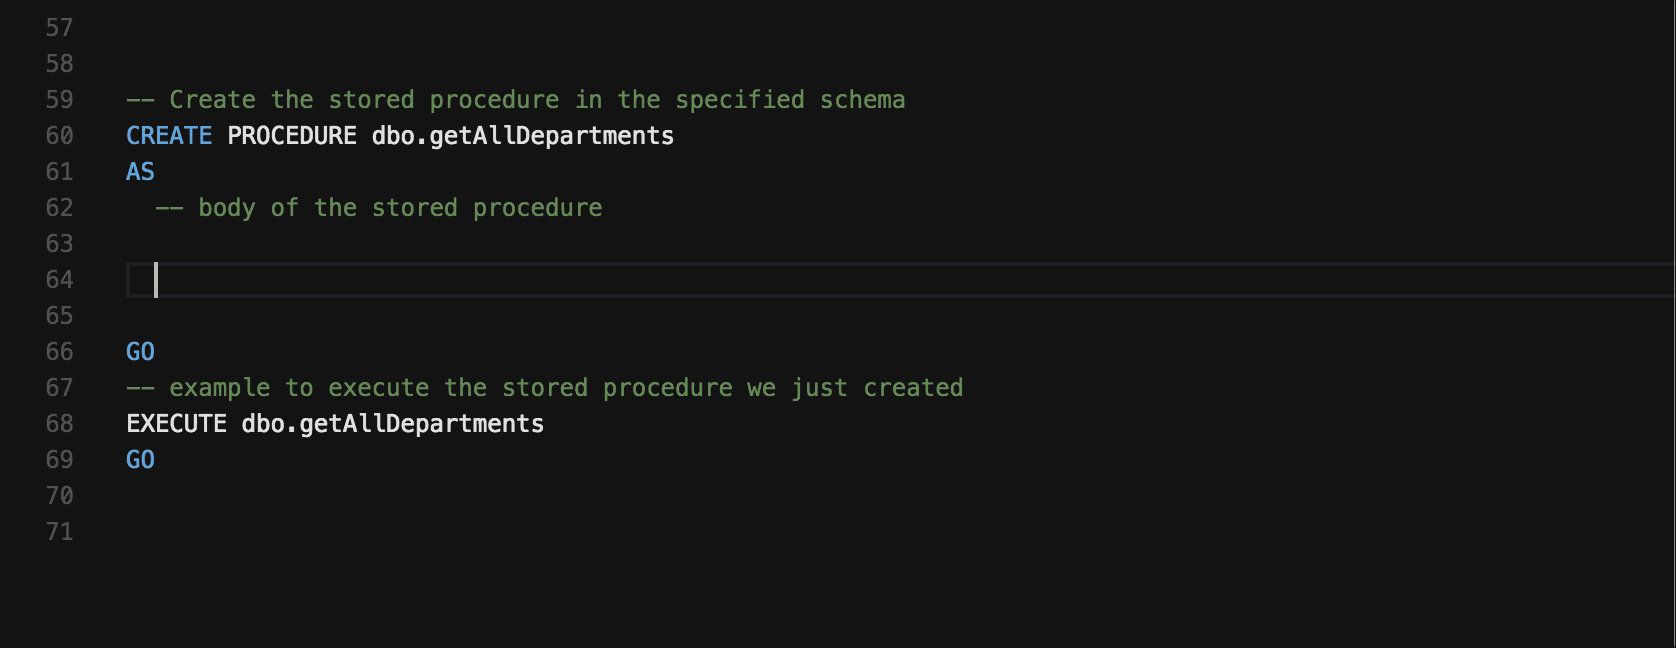 57
58
59 -- Create the stored procedure in the specified schema
60 CREATE PROCEDURE dbo.getAllDepartments
61 AS
62   -- body of the stored procedure
63
64
65
66 GO
67 -- example to execute the stored procedure we just created
68 EXECUTE dbo.getAllDepartments
69 GO
70
71